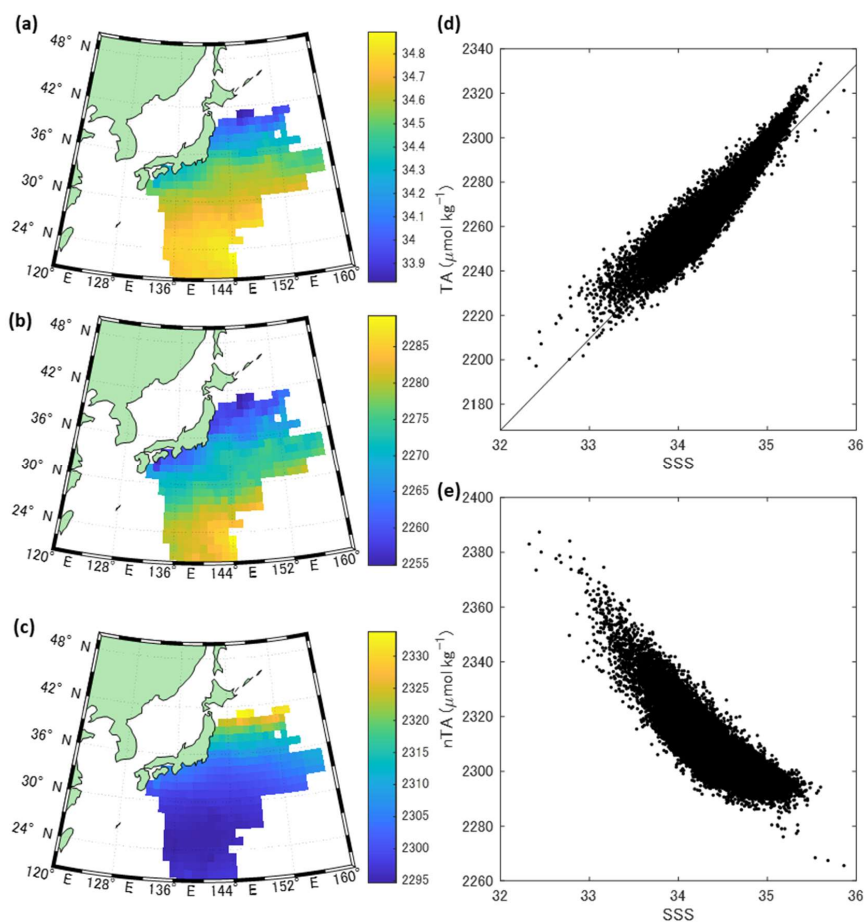 (a)
48° N
42° N
36° N
30° N
24° N
120° E 128° E 136° E 144° E 152° E 160° E
34.8
34.7
34.6
34.5
34.4
34.3
34.2
34.1
34
33.9
(b)
48° N
42° N
36° N
30° N
24° N
120° E 128° E 136° E 144° E 152° E 160° E
2285
2280
2275
2270
2265
2260
2255
(c)
48° N
42° N
36° N
30° N
24° N
120° E 128° E 136° E 144° E 152° E 160° E
2330
2325
2320
2315
2310
2305
2300
2295
(d)
2340
2320
2300
2280
2260
2240
2220
2200
2180
TA (μmol kg⁻¹)
32 33 34 35 36
SSS
(e)
2400
2380
2360
2340
2320
2300
2280
2260
nTA (μmol kg⁻¹)
32 33 34 35 36
SSS